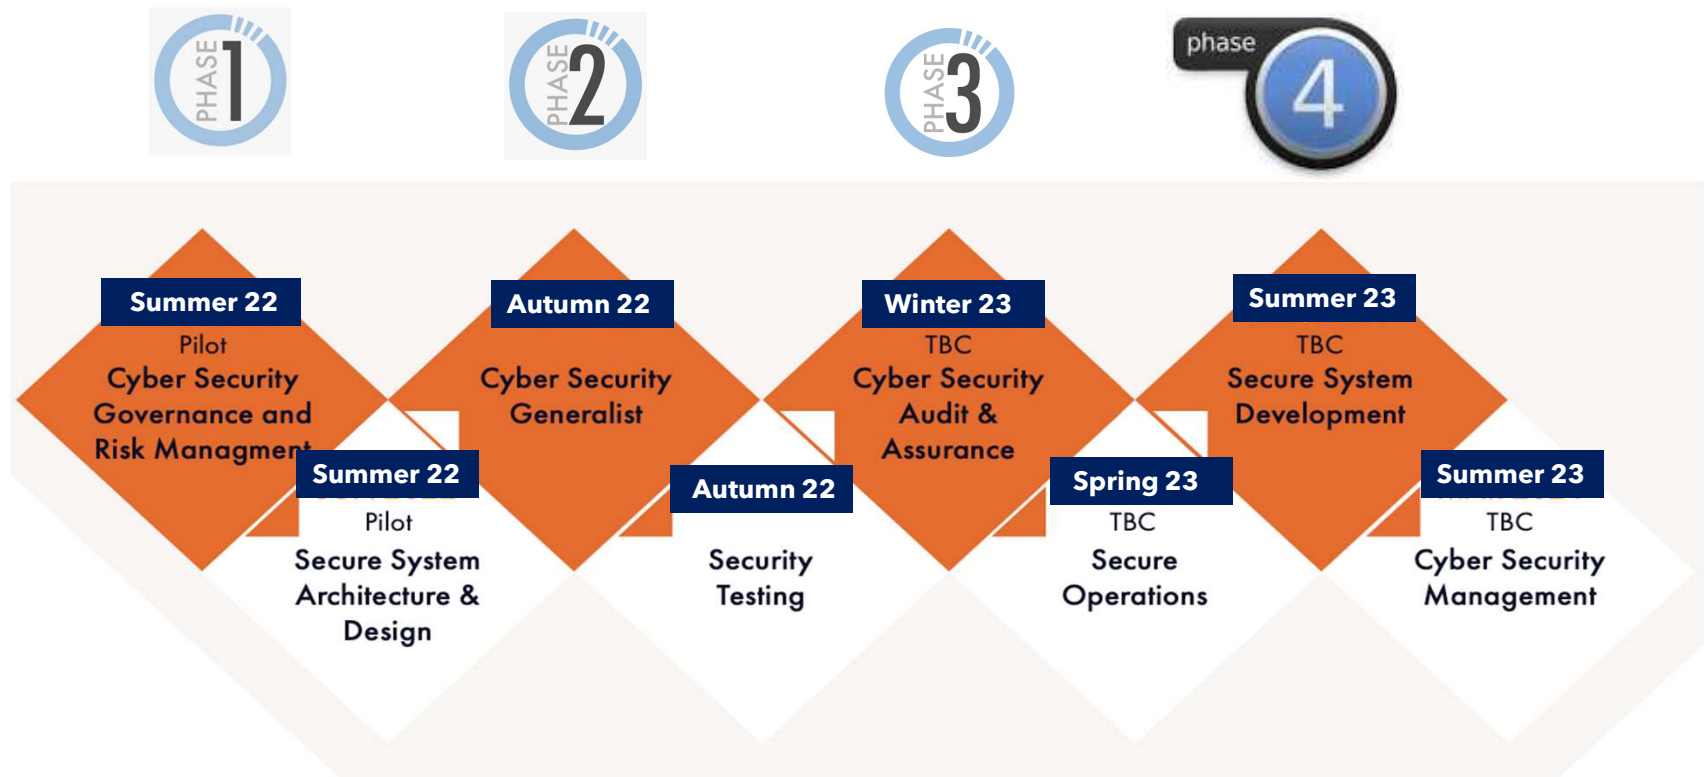 PHASE 1
PHASE 2
PHASE 3
phase
4
Summer 22
Pilot
Cyber Security
Governance and
Risk Managment
Summer 22
Pilot
Secure System
Architecture &
Design
Autumn 22
Cyber Security
Generalist
Autumn 22
Security
Testing
Winter 23
TBC
Cyber Security
Audit &
Assurance
Spring 23
TBC
Secure
Operations
Summer 23
TBC
Secure System
Development
Summer 23
TBC
Cyber Security
Management